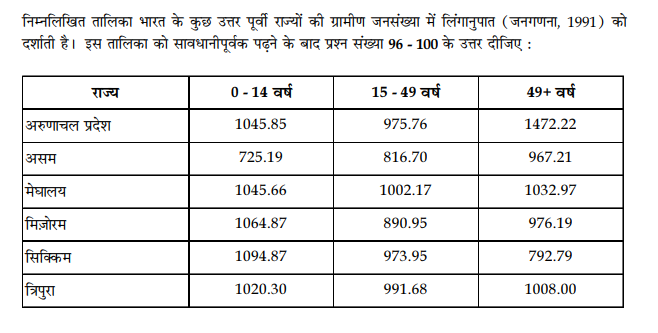 निम्नलिखित तालिका भारत के कुछ उत्तर पूर्वी राज्यों की ग्रामीण जनसंख्या में लिंगानुपात (जनगणना, 1991) को
दर्शाती है। इस तालिका को सावधानीपूर्वक पढ़ने के बाद प्रश्न संख्या 96 - 100 के उत्तर दीजिए :
राज्य 0 - 14 वर्ष 15 - 49 वर्ष 49+ वर्ष
अरुणाचल प्रदेश 1045.85 975.76 1472.22
असम 725.19 816.70 967.21
मेघालय 1045.66 1002.17 1032.97
मिज़ोरम 1064.87 890.95 976.19
सिक्किम 1094.87 973.95 792.79
त्रिपुरा 1020.30 991.68 1008.00